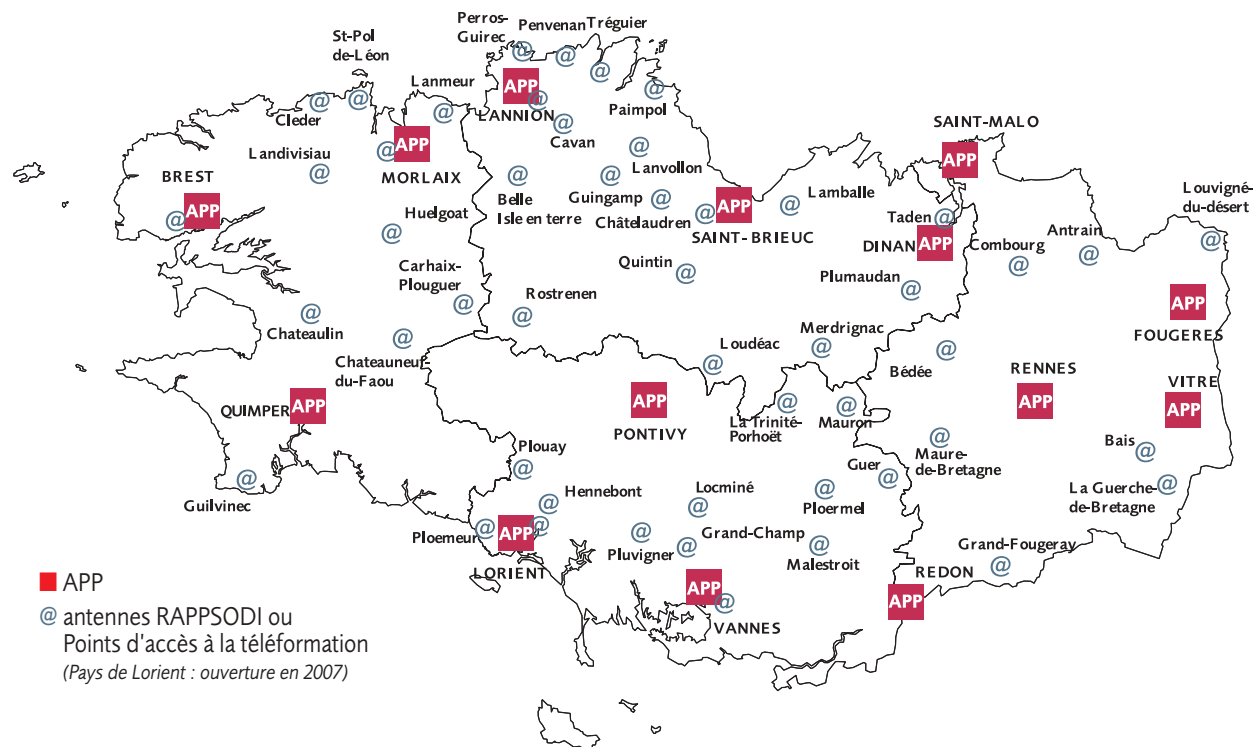 Perros-
Guirec
Penvenan
Tréguier
St-Pol
de-Léon
Lanmeur
APP
LANNION
@
Cleder
Paimpol
Cavan
SAINT-MALO
APP
Landivisiau
APP
MORLAIX
Lanvollon
BREST
APP
Belle
Isle en terre
Guingamp
Châtelaudren
APP
SAINT-BRIEUC
Lamballe
Louvigné-
du-désert
Huelgoat
Taden
DINAN
APP
Combourg
Antrain
Quintin
Plumaudan
Carhaix-
Plouguer
Rostrenen
APP
FOUGERES
Chateaulin
Chateauneuf-
du-Faou
Loudéac
Merdrignac
Bédée
RENNES
APP
VITRE
APP
QUIMPER
APP
APP
PONTIVY
La Trinité-
Porhoët
Mauron
Maure-
de-Bretagne
Bais
Plouay
Guer
Guilvinec
Hennebont
Locminé
Ploermel
La Guerche-
de-Bretagne
Ploemeur
APP
LORIENT
Pluvigner
Grand-Champ
Malestroit
Grand-Fougeray
REDON
APP
APP
VANNES
APP
@ antennes RAPPSODI ou
Points d'accès à la téléformation
(Pays de Lorient : ouverture en 2007)